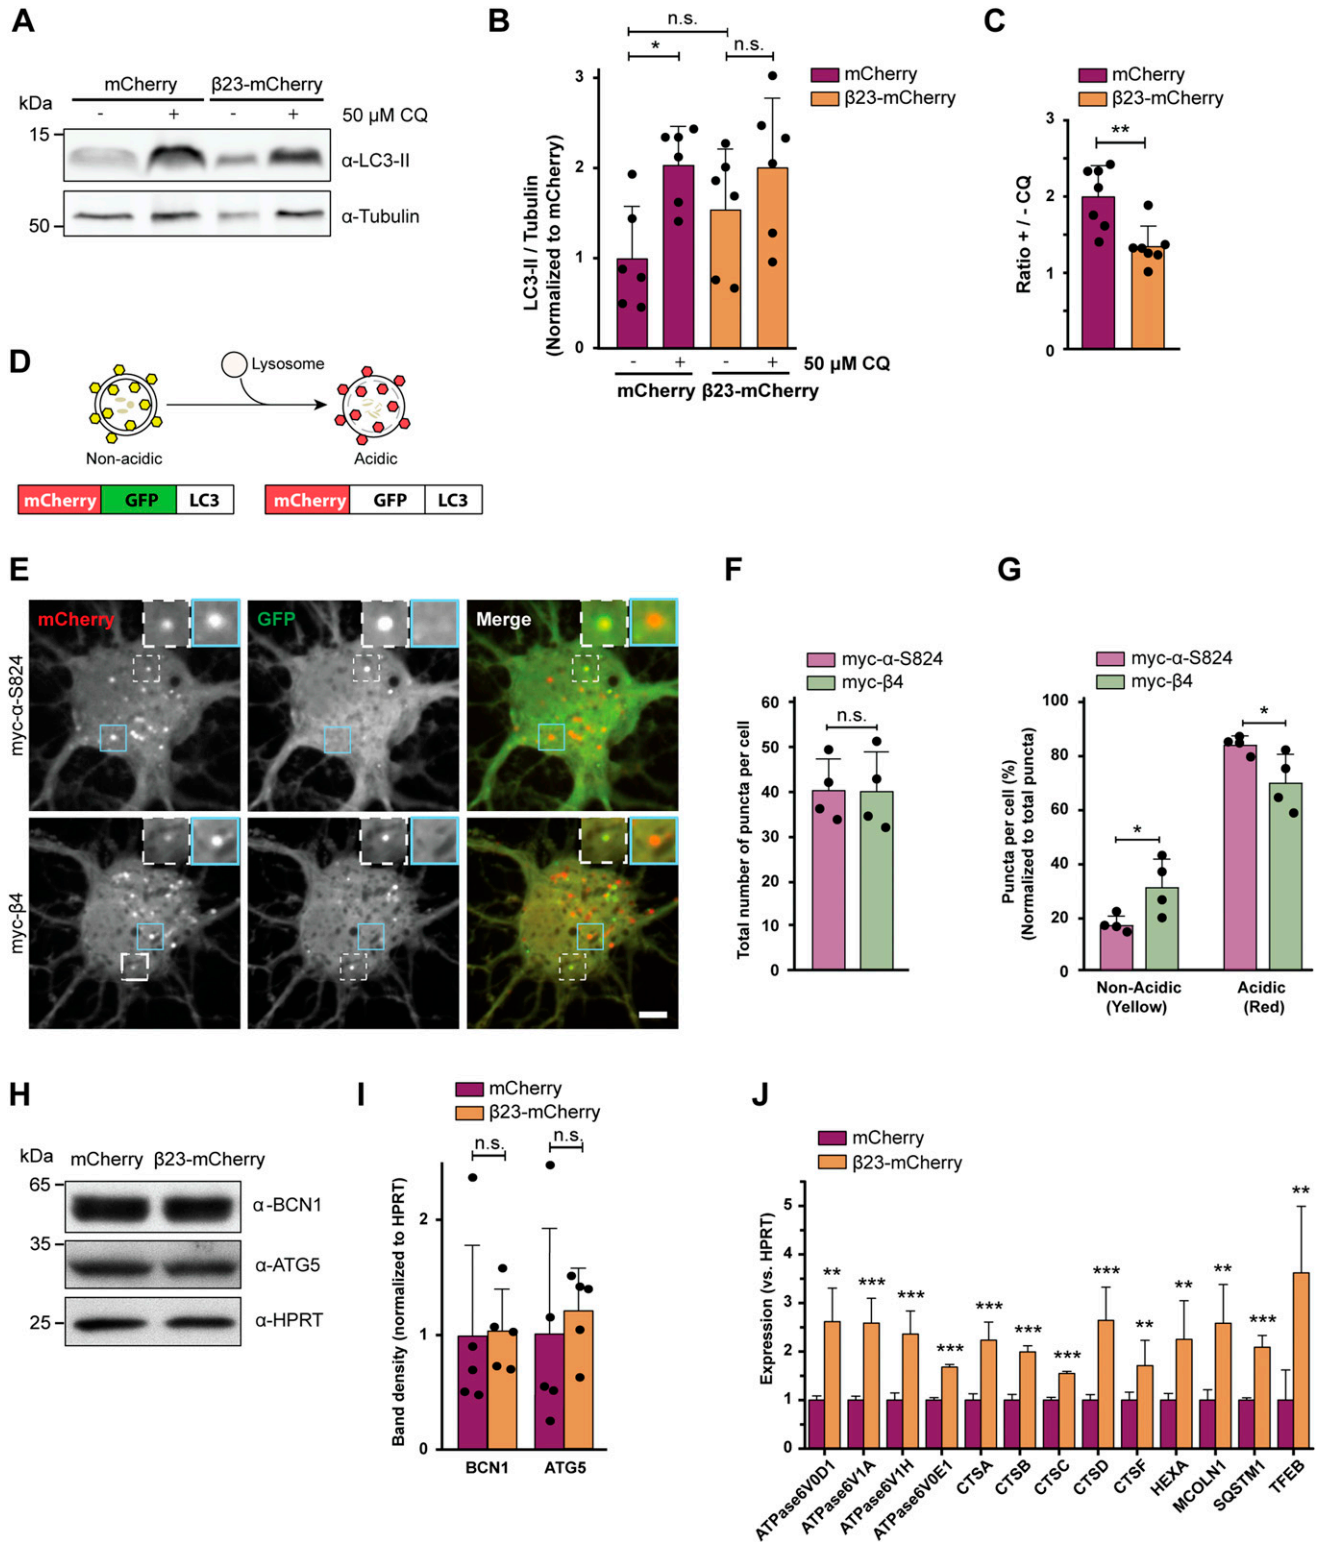 A
mCherry β23-mCherry
kDa
- + - + 50 µM CQ
15
α-LC3-II
50
α-Tubulin
B
n.s.
* n.s.
mCherry
β23-mCherry
LC3-II / Tubulin
(Normalized to mCherry)
3
2
1
0
- + - + 50 µM CQ
mCherry β23-mCherry
C
mCherry
β23-mCherry
**
Ratio + / - CQ
3
2
1
0
D
Lysosome
Non-acidic Acidic
mCherry GFP LC3 mCherry GFP LC3
E
mCherry GFP Merge
myc-α-S824
myc-β4
F
myc-α-S824
myc-β4
n.s.
Total number of puncta per cell
60
50
40
30
20
10
0
G
myc-α-S824
myc-β4
*
*
Puncta per cell (%)
(Normalized to total puncta)
100
80
60
40
20
0
Non-Acidic
(Yellow)
Acidic
(Red)
H
kDa mCherry β23-mCherry
65
α-BCN1
35
α-ATG5
25
α-HPRT
I
mCherry
β23-mCherry
n.s. n.s.
Band density (normalized to HPRT)
2
1
0
BCN1 ATG5
J
mCherry
β23-mCherry
Expression (vs. HPRT)
5
4
3
2
1
0
** *** *** *** *** *** *** *** ** ** ** *** **
ATPase6V0D1
ATPase6V1A
ATPase6V1H
ATPase6V0E1
CTSA
CTSB
CTSC
CTSD
CTSF
HEXA
MCOLN1
SQSTM1
TFEB